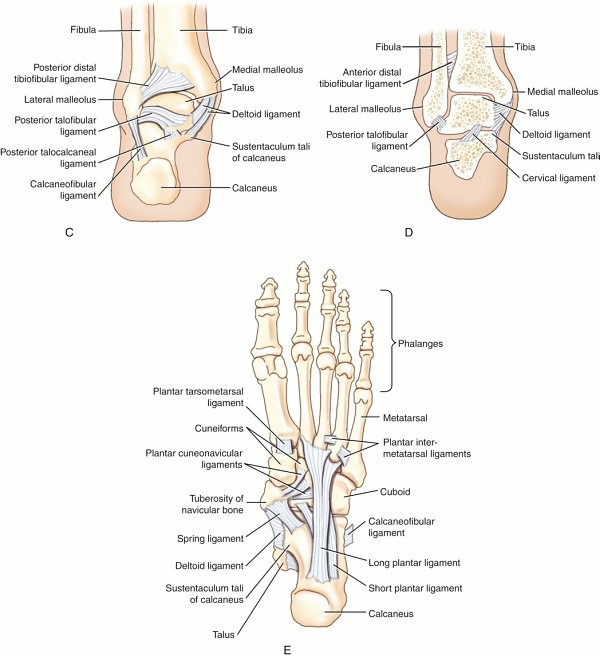 Fibula
Tibia
Posterior distal
tibiofibular ligament
Medial malleolus
Talus
Lateral malleolus
Deltoid ligament
Posterior talofibular
ligament
Sustentaculum tali
of calcaneus
Posterior talocalcaneal
ligament
Calcaneofibular
ligament
Calcaneus
C
Fibula
Tibia
Anterior distal
tibiofibular ligament
Medial malleolus
Lateral malleolus
Talus
Posterior talofibular
ligament
Deltoid ligament
Sustentaculum tali
Calcaneus
Cervical ligament
D
Phalanges
Plantar tarsometarsal
ligament
Metatarsal
Cuneiforms
Plantar inter-
metatarsal ligaments
Plantar cuneonavicular
ligaments
Cuboid
Tuberosity of
navicular bone
Calcaneofibular
ligament
Spring ligament
Deltoid ligament
Long plantar ligament
Sustentaculum tali
of calcaneus
Short plantar ligament
Calcaneus
Talus
E